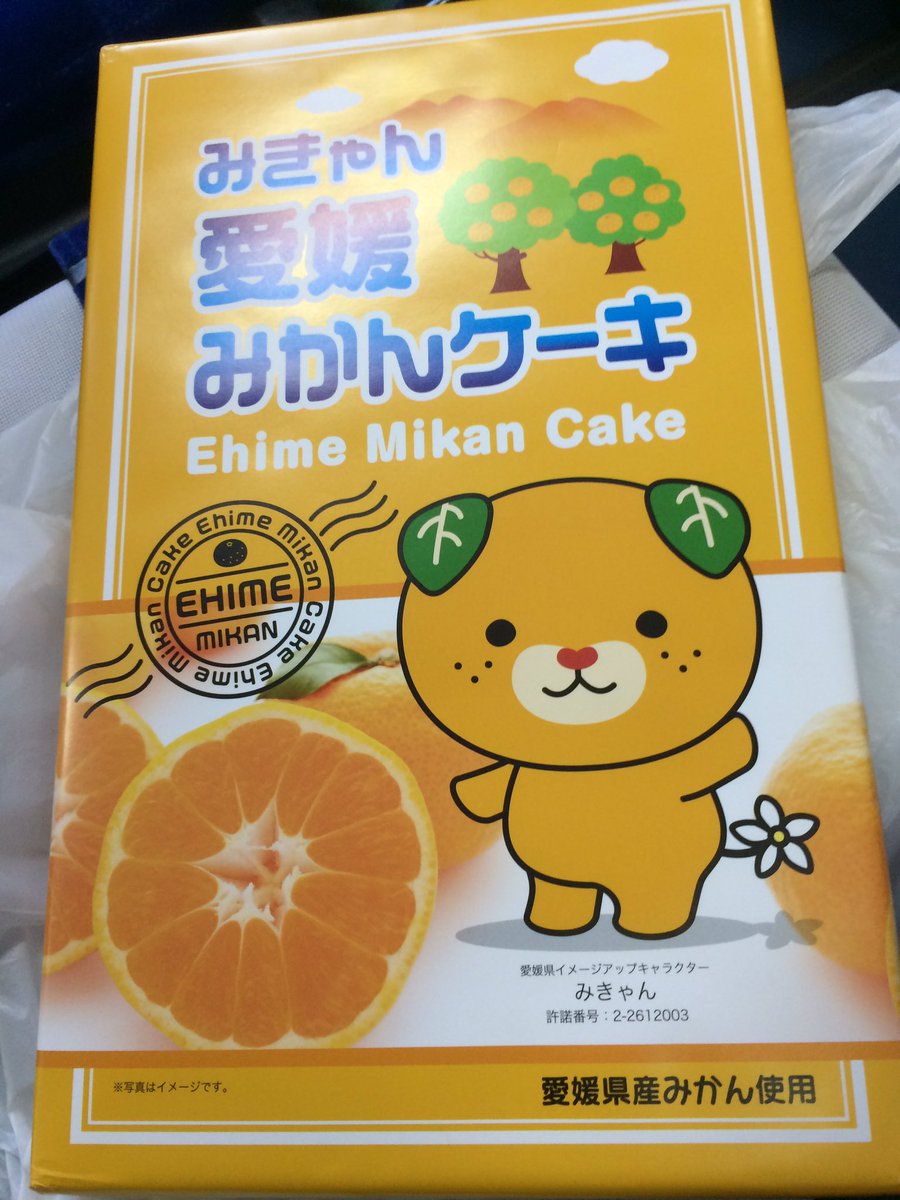 みきゃん
愛媛
みかんケーキ
Ehime Mikan Cake
Cake Ehime Mikan Cake Ehime Mikan
EHIME
MIKAN
愛媛県イメージアップキャラクター
みきゃん
許諾番号:2-2612003
※写真はイメージです。
愛媛県産みかん使用